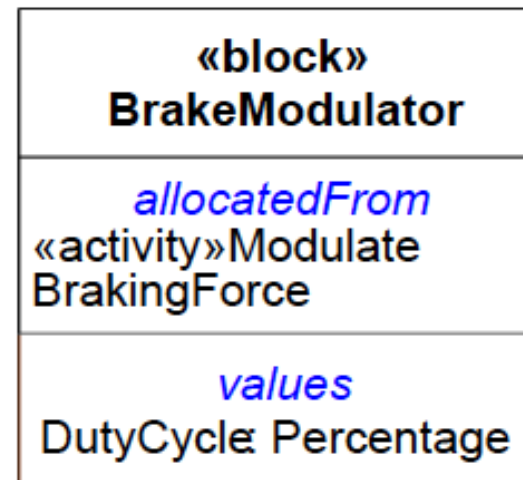 «block»
BrakeModulator
allocatedFrom
«activity»Modulate
BrakingForce
values
DutyCycle: Percentage